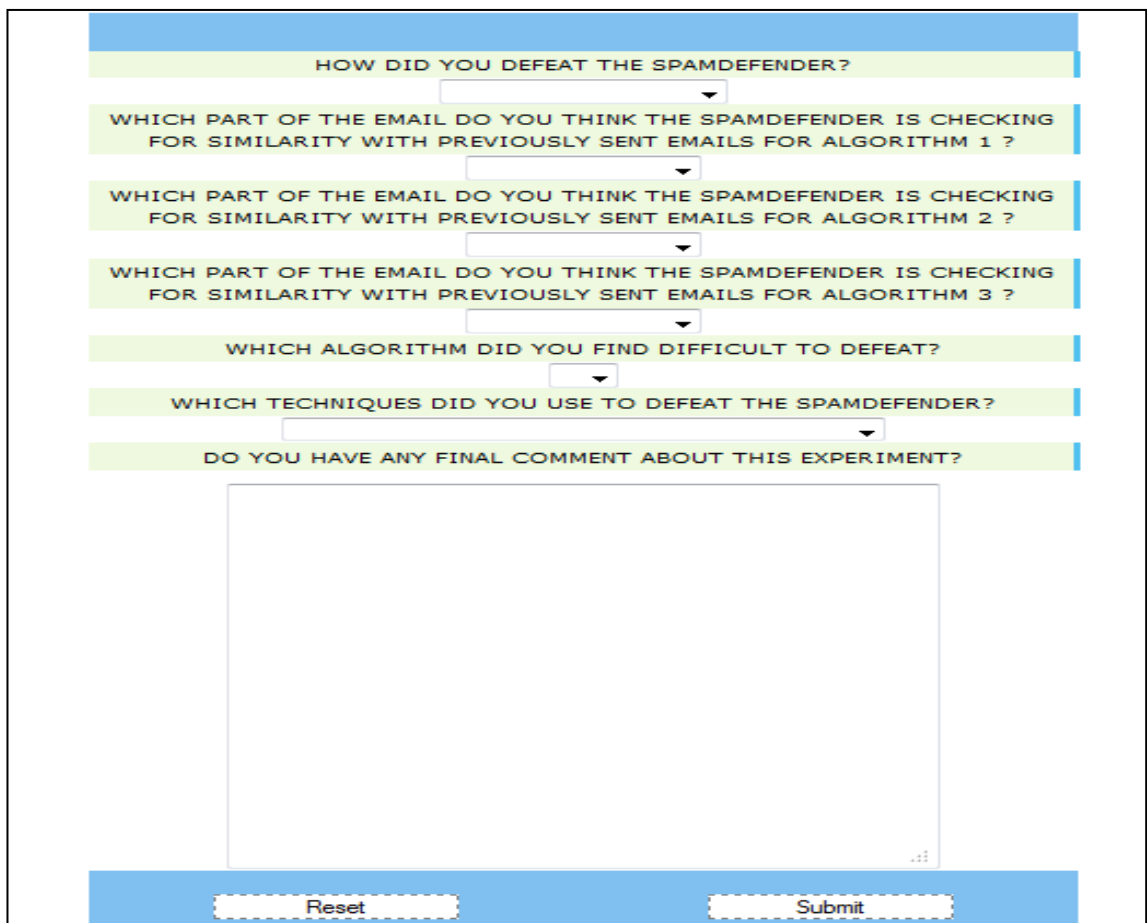 HOW DID YOU DEFEAT THE SPAMDEFENDER?
WHICH PART OF THE EMAIL DO YOU THINK THE SPAMDEFENDER IS CHECKING
FOR SIMILARITY WITH PREVIOUSLY SENT EMAILS FOR ALGORITHM 1 ?
WHICH PART OF THE EMAIL DO YOU THINK THE SPAMDEFENDER IS CHECKING
FOR SIMILARITY WITH PREVIOUSLY SENT EMAILS FOR ALGORITHM 2 ?
WHICH PART OF THE EMAIL DO YOU THINK THE SPAMDEFENDER IS CHECKING
FOR SIMILARITY WITH PREVIOUSLY SENT EMAILS FOR ALGORITHM 3 ?
WHICH ALGORITHM DID YOU FIND DIFFICULT TO DEFEAT?
WHICH TECHNIQUES DID YOU USE TO DEFEAT THE SPAMDEFENDER?
DO YOU HAVE ANY FINAL COMMENT ABOUT THIS EXPERIMENT?
Reset Submit